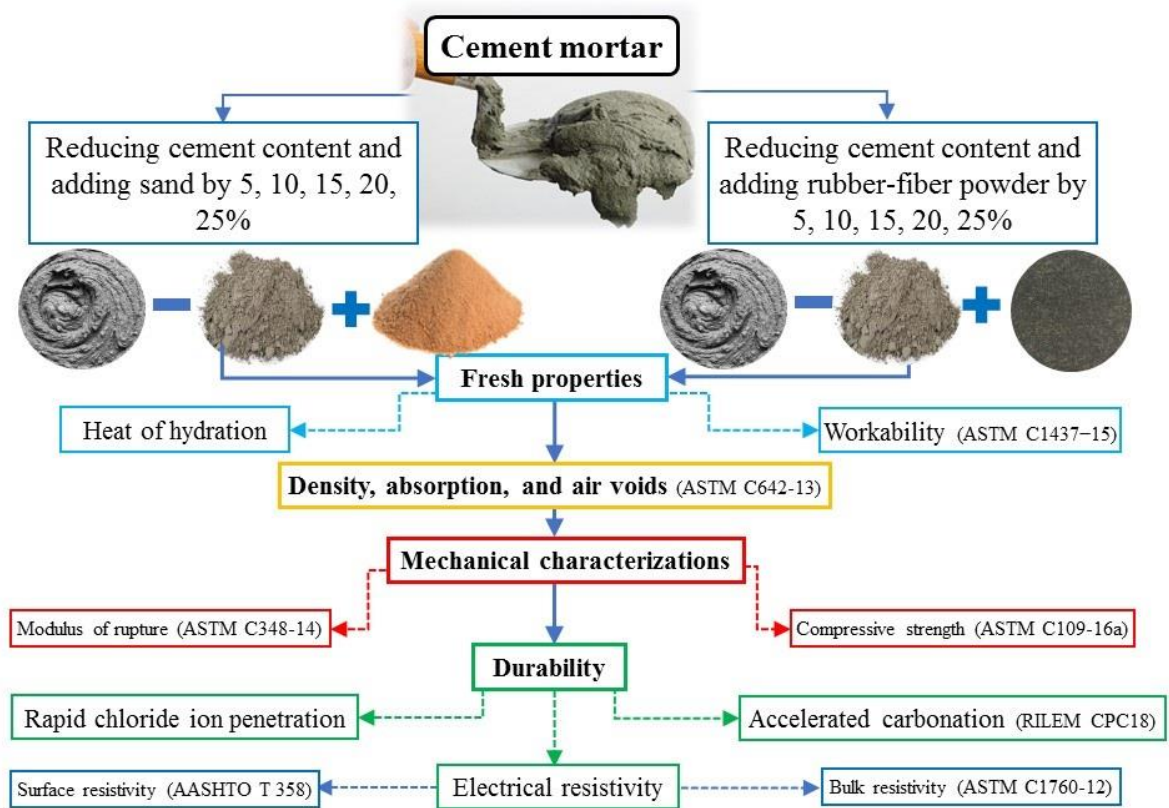 Cement mortar
Reducing cement content and
adding sand by 5, 10, 15, 20,
25%
Reducing cement content and
adding rubber-fiber powder by
5, 10, 15, 20, 25%
Fresh properties
Heat of hydration
Workability (ASTM C1437–15)
Density, absorption, and air voids (ASTM C642-13)
Mechanical characterizations
Modulus of rupture (ASTM C348-14)
Compressive strength (ASTM C109-16a)
Durability
Rapid chloride ion penetration
Accelerated carbonation (RILEM CPC18)
Surface resistivity (AASHTO T 358)
Electrical resistivity
Bulk resistivity (ASTM C1760-12)